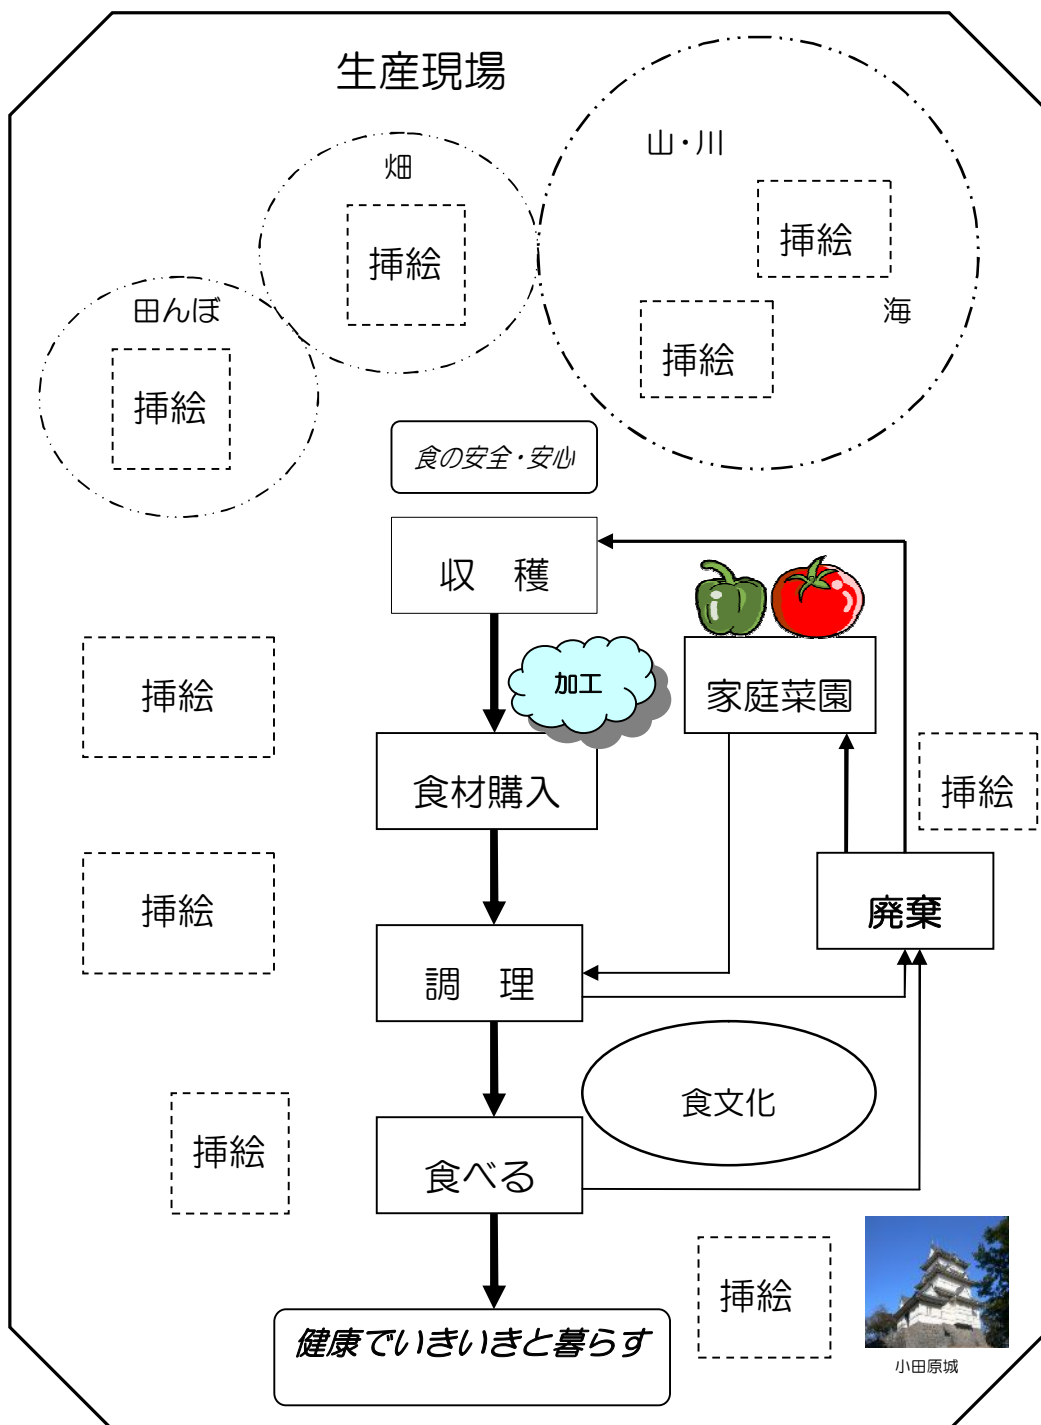 生産現場
山・川
畑
挿絵
挿絵
田んぼ
海
挿絵
挿絵
食の安全・安心
収　穫
加工
家庭菜園
挿絵
食材購入
挿絵
挿絵
廃棄
調　理
食文化
挿絵
食べる
挿絵
健康でいきいきと暮らす
小田原城